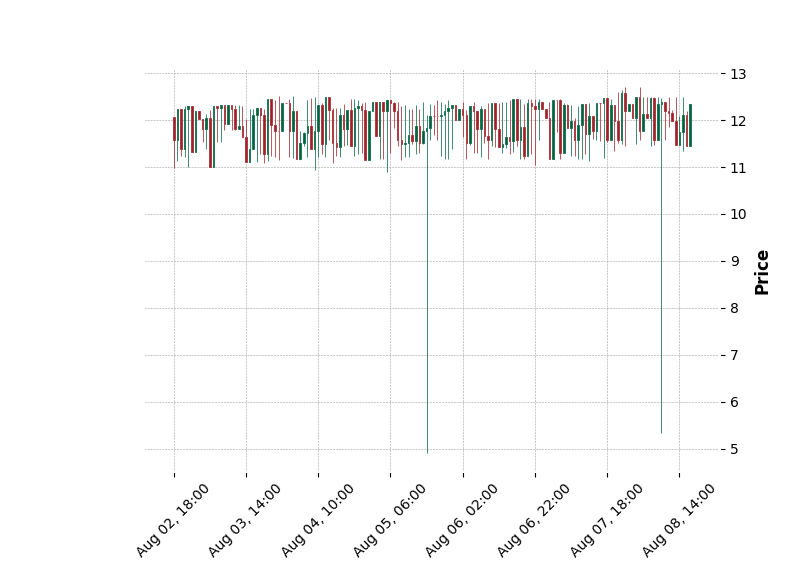 13
12
11
10
9
8
7
6
5
Price
Aug 02, 18:00
Aug 03, 14:00
Aug 04, 10:00
Aug 05, 06:00
Aug 06, 02:00
Aug 06, 22:00
Aug 07, 18:00
Aug 08, 14:00